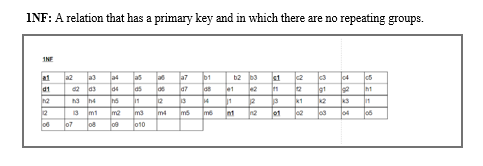 1NF: A relation that has a primary key and in which there are no repeating groups.
1NF
a1 a2 a3 a4 a5 a6 a7 b1 b2 b3 c1 c2 c3 c4 c5
d1 d2 d3 d4 d5 d6 d7 d8 e1 e2 f1 f2 g1 g2 h1
h2 h3 h4 h5 i1 i2 i3 i4 j1 j2 j3 k1 k2 k3 l1
l2 l3 m1 m2 m3 m4 m5 m6 n1 n2 o1 o2 o3 o4 o5
o6 o7 o8 o9 o10